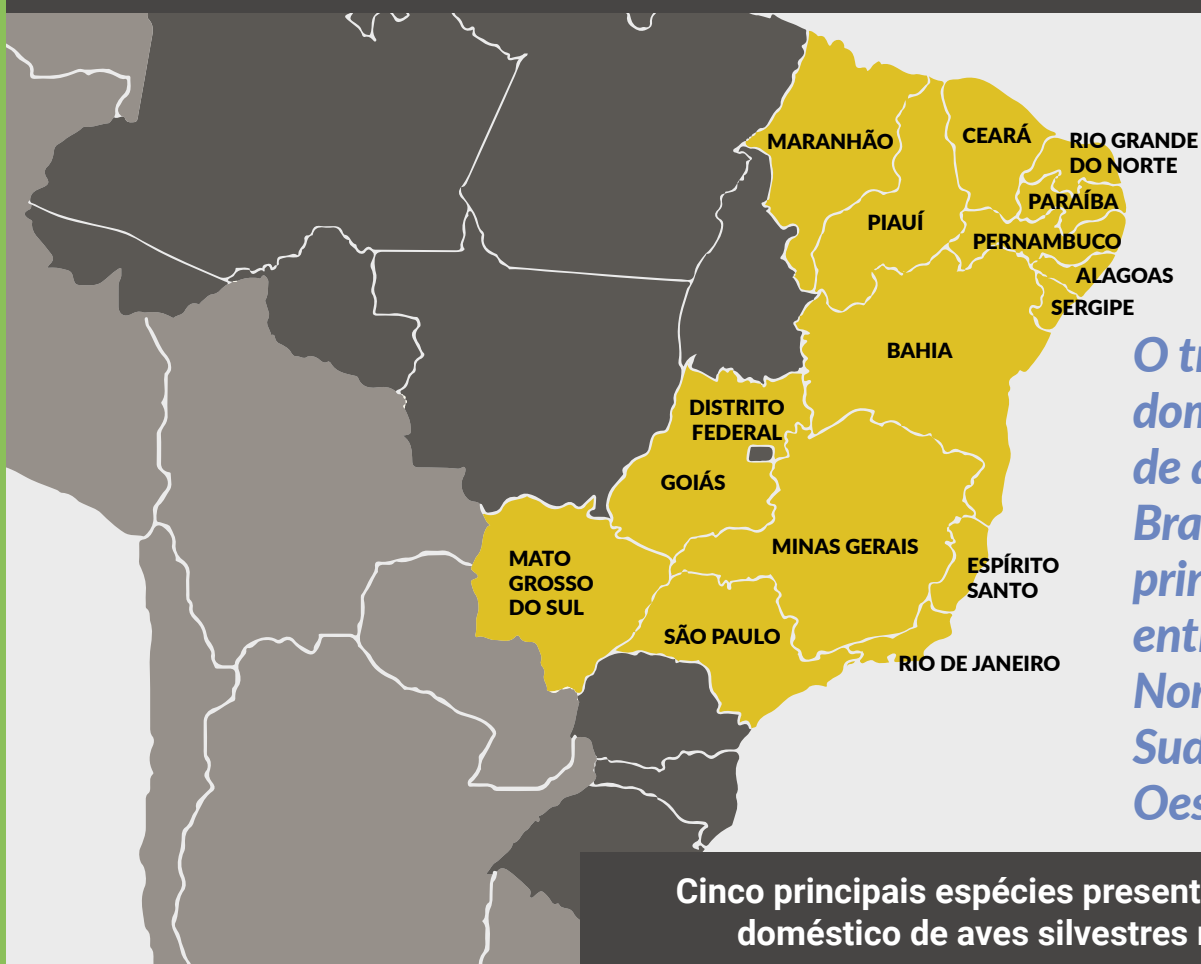 MARANHÃO
CEARÁ
RIO GRANDE
DO NORTE
PARAÍBA
PIAUÍ
PERNAMBUCO
ALAGOAS
SERGIPE
BAHIA
DISTRITO
FEDERAL
GOIÁS
MINAS GERAIS
MATO
GROSSO
DO SUL
ESPÍRITO
SANTO
SÃO PAULO
RIO DE JANEIRO
O
de
Cinco principais espécies
doméstico de aves silvestres